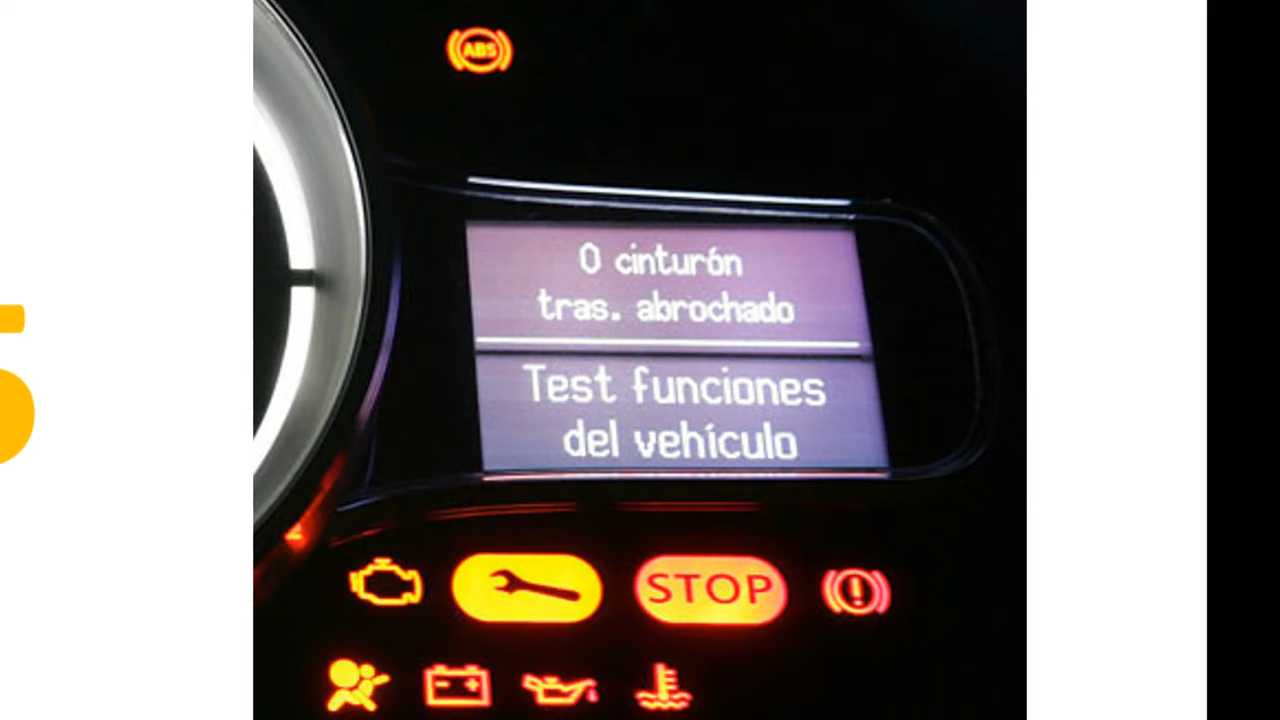 ABS
0 cinturón
tras. abrochado
Test funciones
del vehículo
STOP